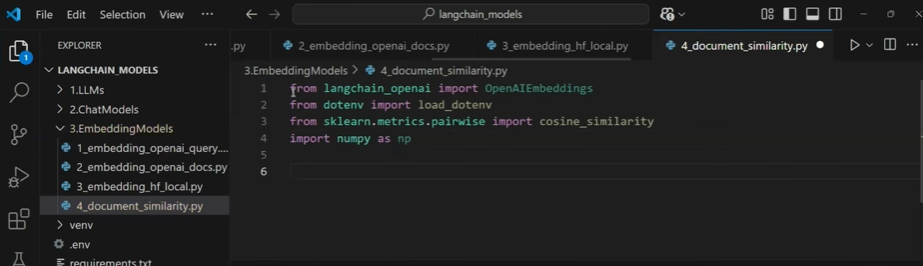 File Edit Selection View ··· langchain_models
EXPLORER ···
.py 2_embedding_openai_docs.py 3_embedding_hf_local.py 4_document_similarity.py
LANGCHAIN_MODELS
3.EmbeddingModels > 4_document_similarity.py
1.LLMs
2.ChatModels
3.EmbeddingModels
1_embedding_openai_query....
2_embedding_openai_docs.py
3_embedding_hf_local.py
4_document_similarity.py
venv
.env
requirements.txt
1
1 from langchain_openai import OpenAIEmbeddings
2 from dotenv import load_dotenv
3 from sklearn.metrics.pairwise import cosine_similarity
4 import numpy as np
5
6